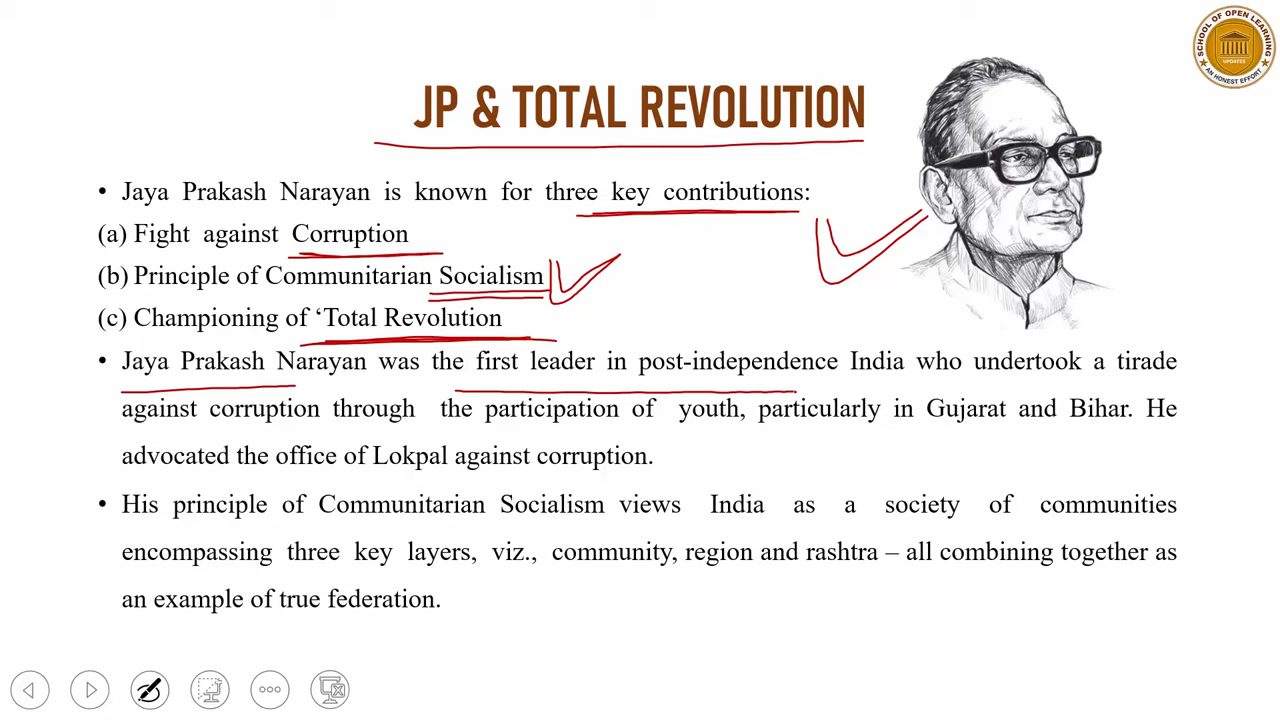 SCHOOL OF OPEN LEARNING
UPDATES
AN HONEST EFFORT
JP & TOTAL REVOLUTION
• Jaya Prakash Narayan is known for three key contributions:
(a) Fight against Corruption
(b) Principle of Communitarian Socialism
(c) Championing of ‘Total Revolution
• Jaya Prakash Narayan was the first leader in post-independence India who undertook a tirade
against corruption through the participation of youth, particularly in Gujarat and Bihar. He
advocated the office of Lokpal against corruption.
• His principle of Communitarian Socialism views India as a society of communities
encompassing three key layers, viz., community, region and rashtra – all combining together as
an example of true federation.